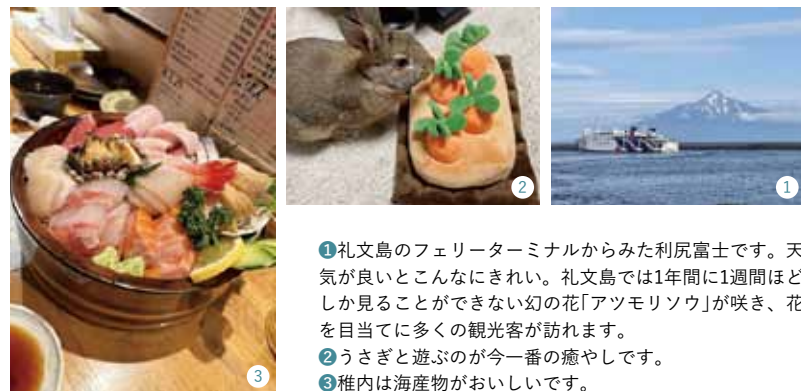 3
2
1
❶礼文島のフェリーターミナルからみた利尻富士です。天
気が良いとこんなにきれい。礼文島では1年間に1週間ほど
しか見ることができない幻の花「アツモリソウ」が咲き、花
を目当てに多くの観光客が訪れます。
❷うさぎと遊ぶのが今一番の癒やしです。
❸稚内は海産物がおいしいです。